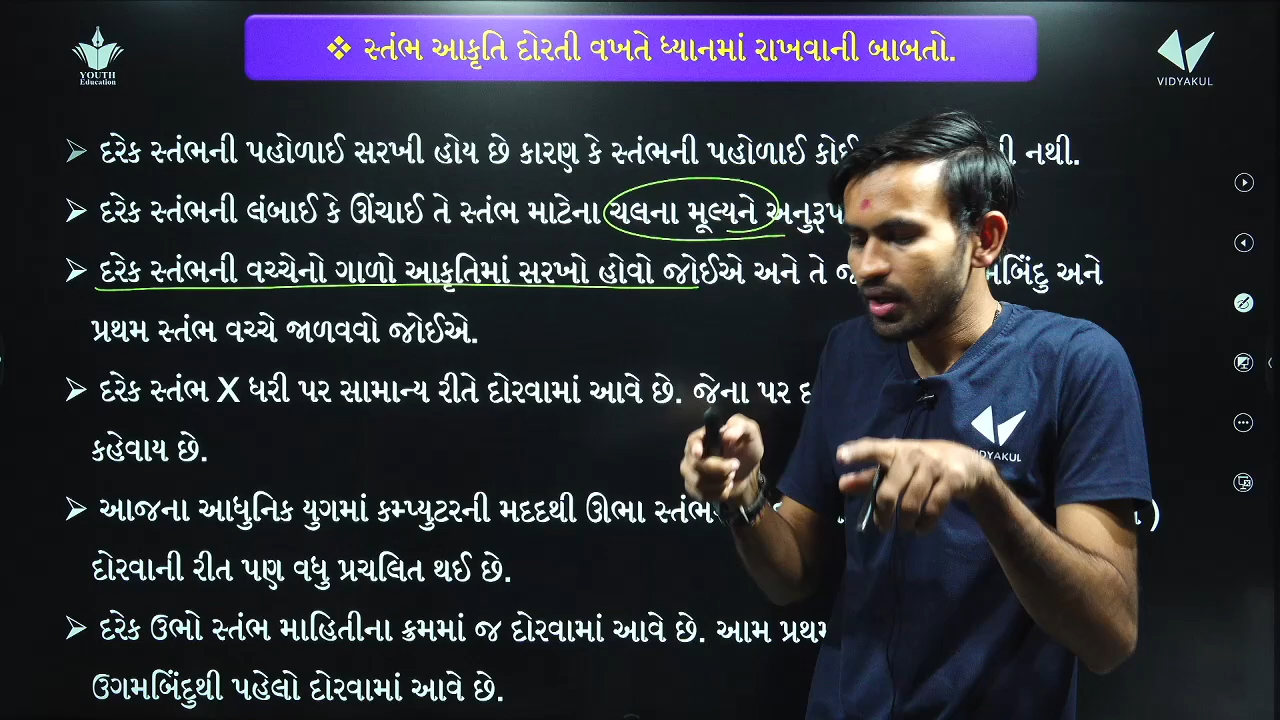 YOUTH
Education
❖ સ્તંભ આકૃતિ દોરતી વખતે ધ્યાનમાં રાખવાની બાબતો.
VIDYAKUL
➢ દરેક સ્તંભની પહોળાઈ સરખી હોય છે કારણ કે સ્તંભની પહોળાઈ નથી.
➢ દરેક સ્તંભની લંબાઈ કે ઊંચાઈ તે સ્તંભ માટેના ચલના મૂલ્યને
➢ દરેક સ્તંભની વચ્ચેનો ગાળો આકૃતિમાં સરખો હોવો જોઈએ અને તે અને
પ્રથમ સ્તંભ વચ્ચે જાળવવો જોઈએ.
➢ દરેક સ્તંભ X ધરી પર સામાન્ય રીતે દોરવામાં આવે છે. જેના પર
કહેવાય છે.
➢ આજના આધુનિક યુગમાં કમ્પ્યુટરની મદદથી ઊભા )
દોરવાની રીત પણ વધુ પ્રચલિત થઈ છે.
➢ દરેક ઉભો સ્તંભ માહિતીના ક્રમમાં જ દોરવામાં આવે છે. આમ
ઉગમબિંદુથી પહેલો દોરવામાં આવે છે.
VIDYAKUL